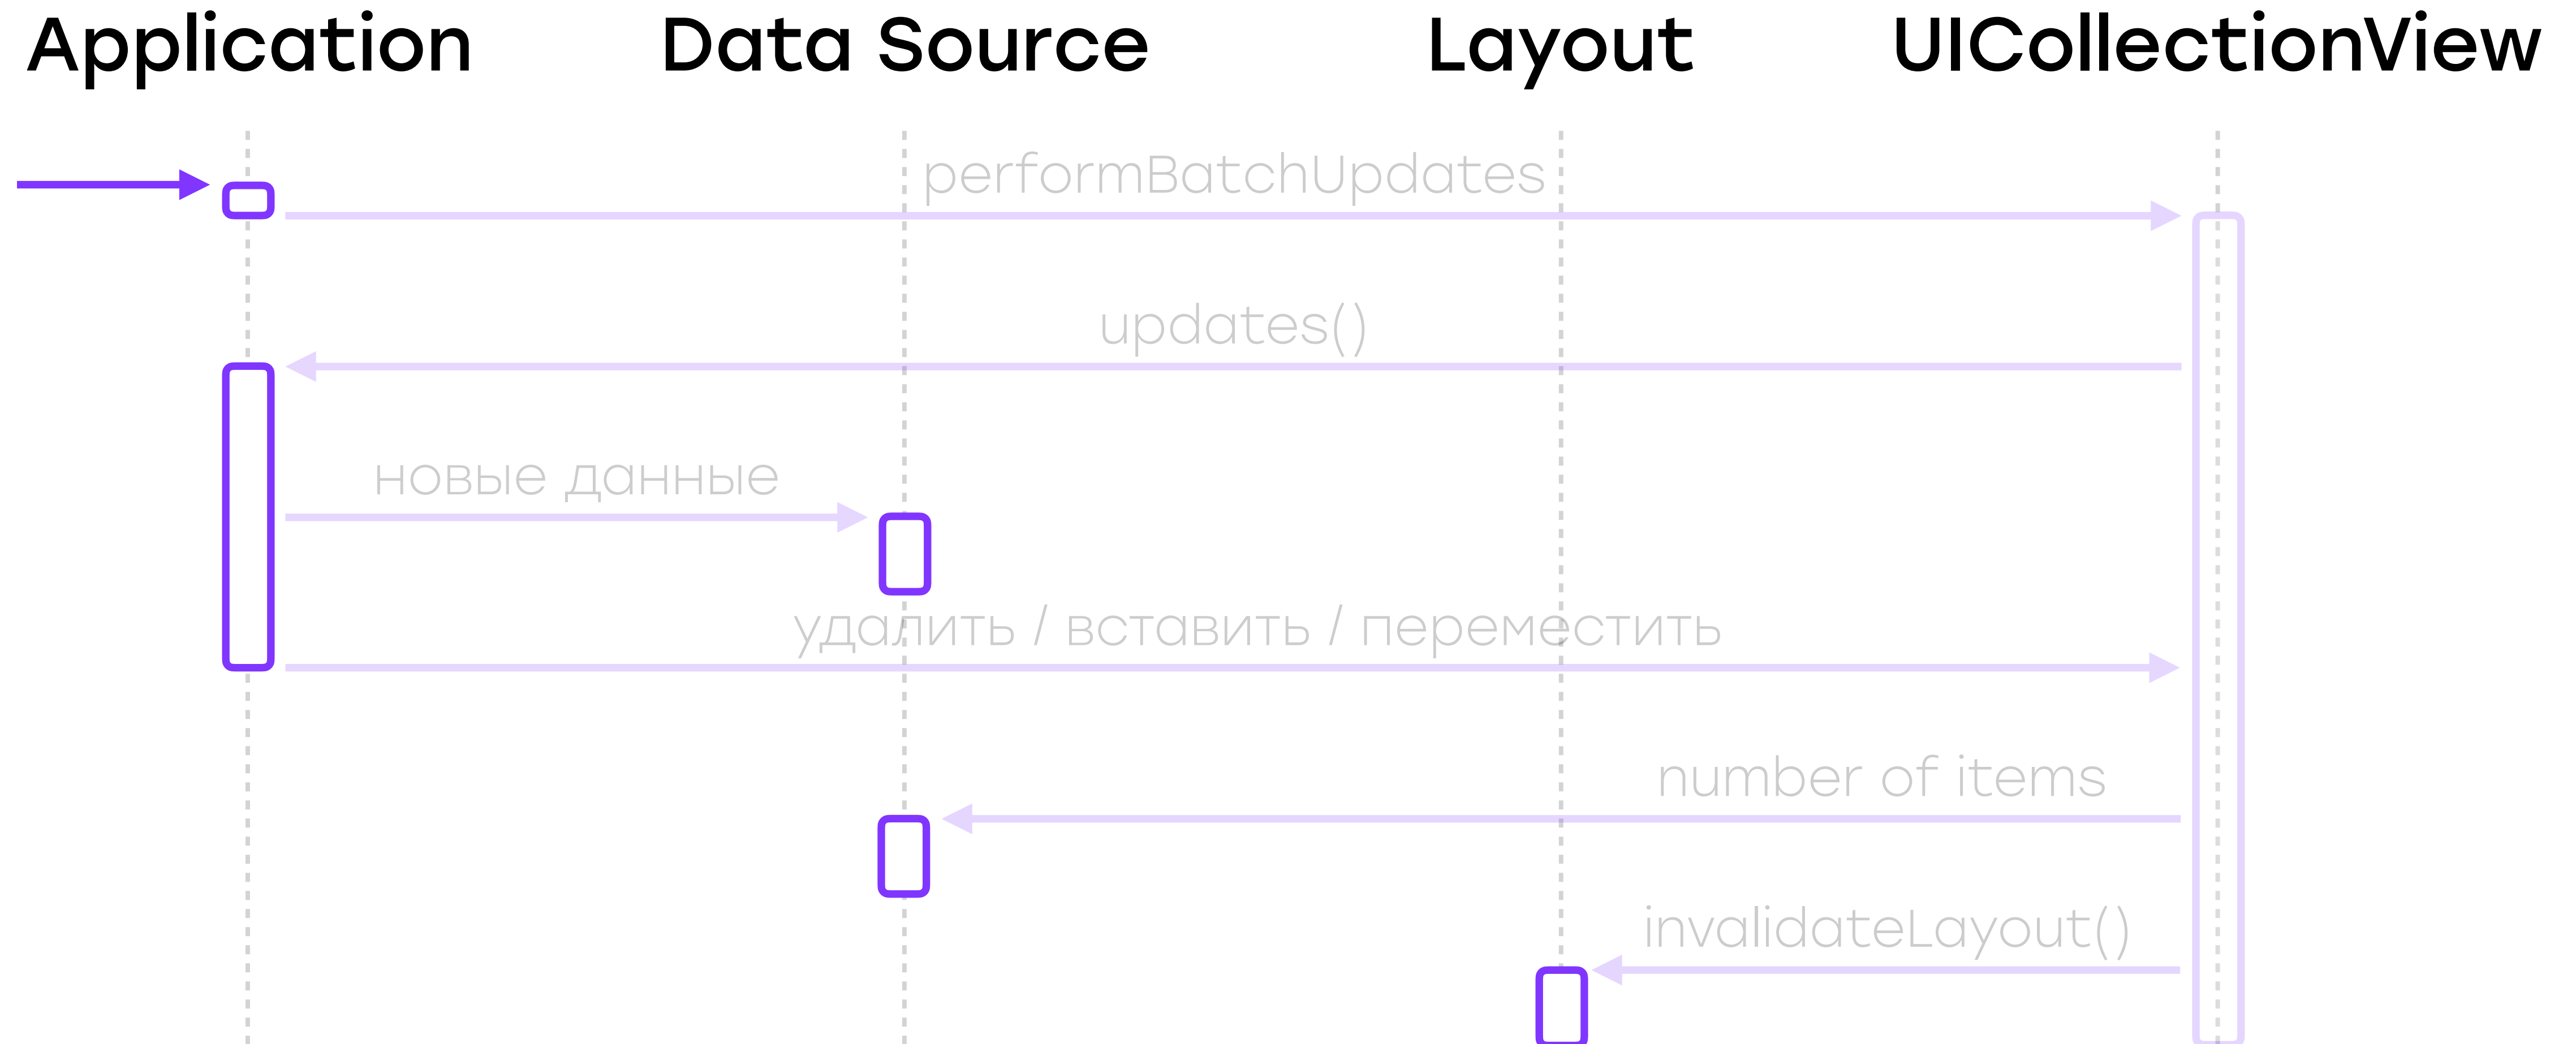 Application Data Source Layout UICollectionView
performBatchUpdates
updates()
новые данные
удалить / вставить / переместить
number of items
invalidateLayout()